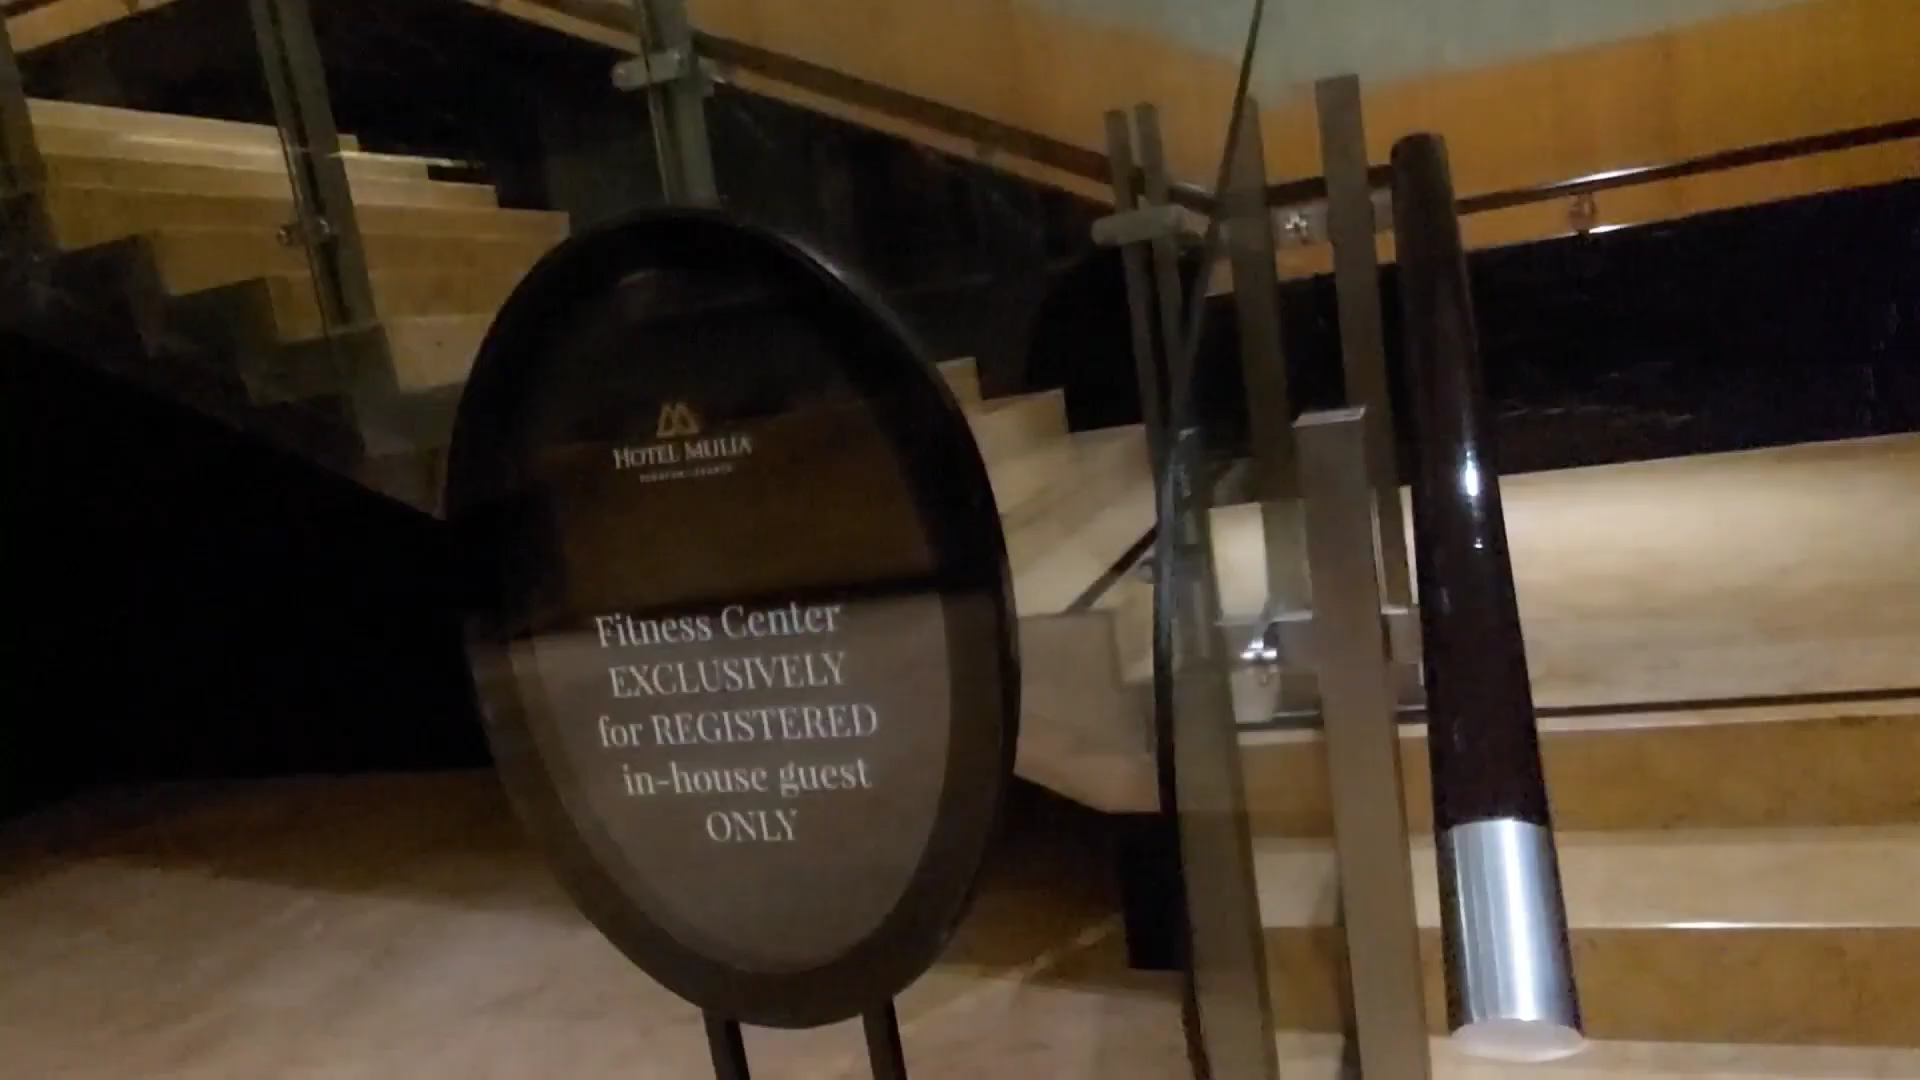 HOTEL MULIA
Fitness Center
EXCLUSIVELY
for REGISTERED
in-house guest
ONLY